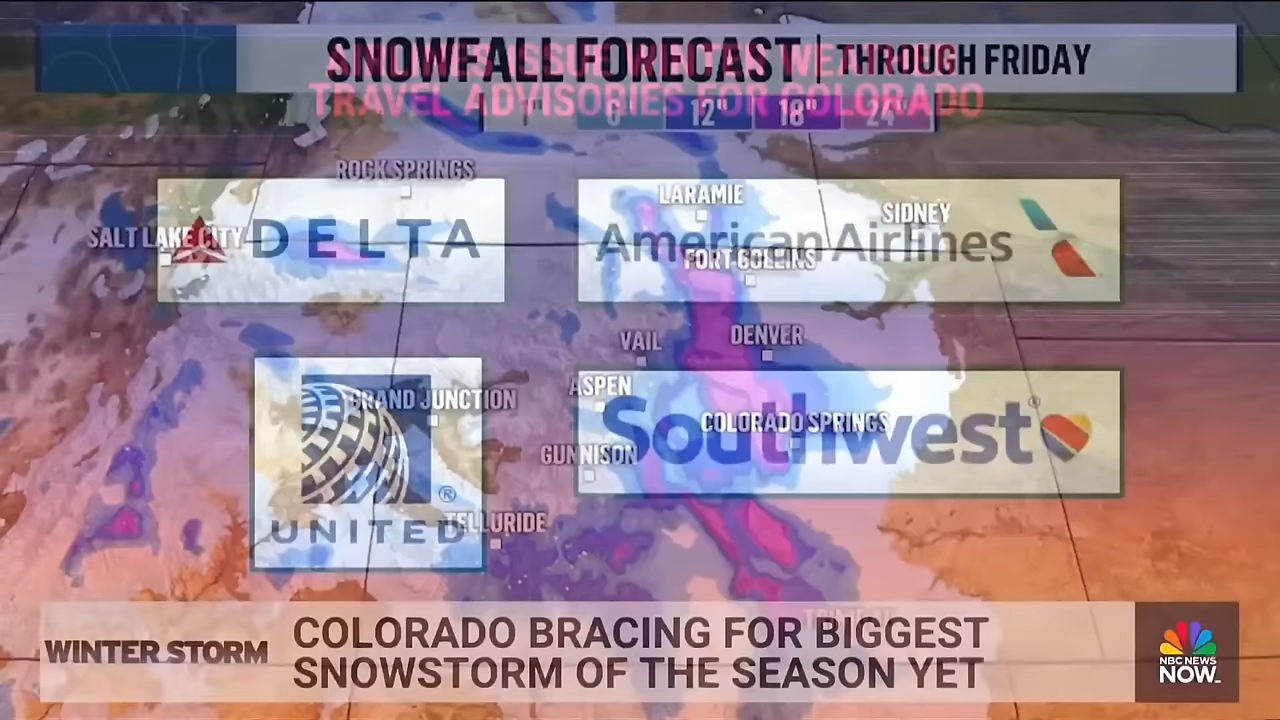 SNOWFALL FORECAST | THROUGH FRIDAY
TRAVEL ADVISORIES FOR COLORADO
6" 12" 18" 24"
ROCK SPRINGS
LARAMIE
SIDNEY
SALT LAKE CITY
DELTA
American Airlines
FORT COLLINS
VAIL
DENVER
ASPEN
GRAND JUNCTION
Southwest®
COLORADO SPRINGS
GUNNISON
®
UNITED
TELLURIDE
WINTER STORM
COLORADO BRACING FOR BIGGEST
SNOWSTORM OF THE SEASON YET
NBC NEWS
NOW